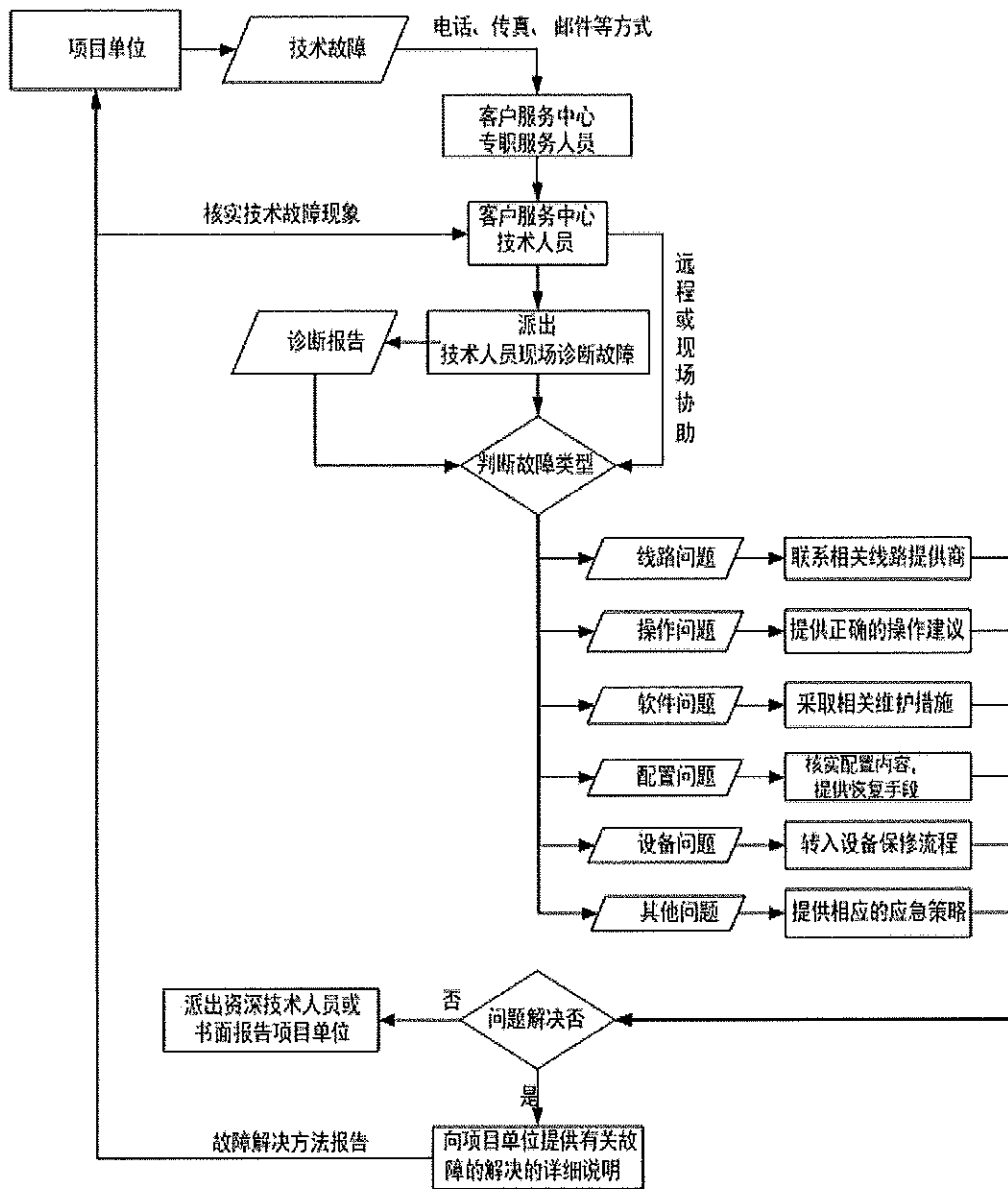 项目单位
技术故障
电话、传真、邮件等方式
客户服务中心
专职服务人员
核实技术故障现象
客户服务中心
技术人员
远程或现场协助
诊断报告
派出
技术人员现场诊断故障
判断故障类型
线路问题
联系相关线路提供商
操作问题
提供正确的操作建议
软件问题
采取相关维护措施
配置问题
核实配置内容,
提供恢复手段
设备问题
转入设备保修流程
其他问题
提供相应的应急策略
派出资深技术人员或
书面报告项目单位
否
问题解决否
是
故障解决方法报告
向项目单位提供有关故
障的解决的详细说明